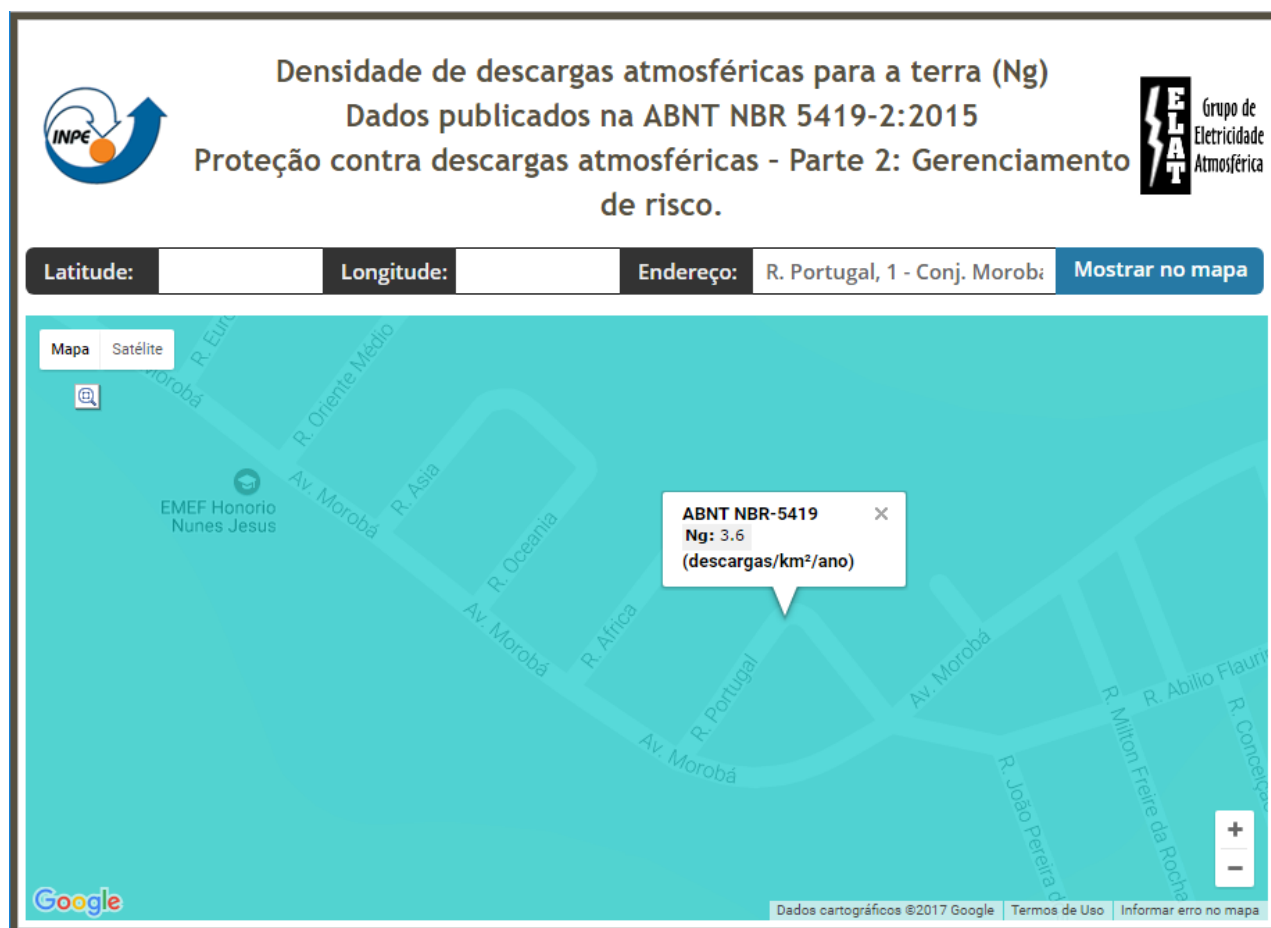 Densidade de descargas atmosféricas para a terra (Ng)
Dados publicados na ABNT NBR 5419-2:2015
Proteção contra descargas atmosféricas - Parte 2: Gerenciamento
de risco.
INPE
ELAT
Grupo de
Eletricidade
Atmosférica
Latitude:
Longitude:
Endereço:
R. Portugal, 1 - Conj. Moroba
Mostrar no mapa
Mapa
Satélite
R. Oriente Médio
EMEF Honorio
Nunes Jesus
Av. Morobá
R. Asia
R. Oceania
Av. Morobá
R. Africa
ABNT NBR-5419
Ng: 3.6
(descargas/km²/ano)
R. Portugal
Av. Morobá
Av. Morobá
R. Abilio Flauri
R. Milton Freire da Rocha
R. João Pereira d
R. Conceiç
+
−
Google
Dados cartográficos ©2017 Google
Termos de Uso
Informar erro no mapa